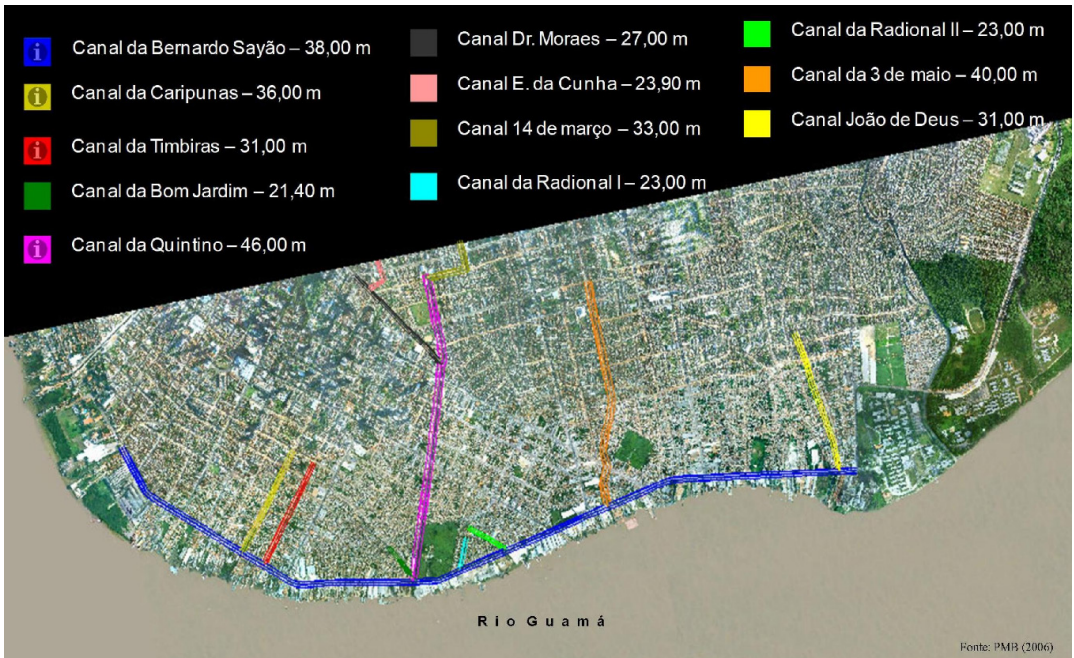 Canal da Bernardo Sayão – 38,00 m
Canal da Caripunas – 36,00 m
Canal da Timbiras – 31,00 m
Canal da Bom Jardim – 21,40 m
Canal da Quintino – 46,00 m
Canal Dr. Moraes – 27,00 m
Canal E. da Cunha – 23,90 m
Canal 14 de março – 33,00 m
Canal da Radional I – 23,00 m
Canal da Radional II – 23,00 m
Canal da 3 de maio – 40,00 m
Canal João de Deus – 31,00 m
Rio Guamá
Fonte: PMB (2006)